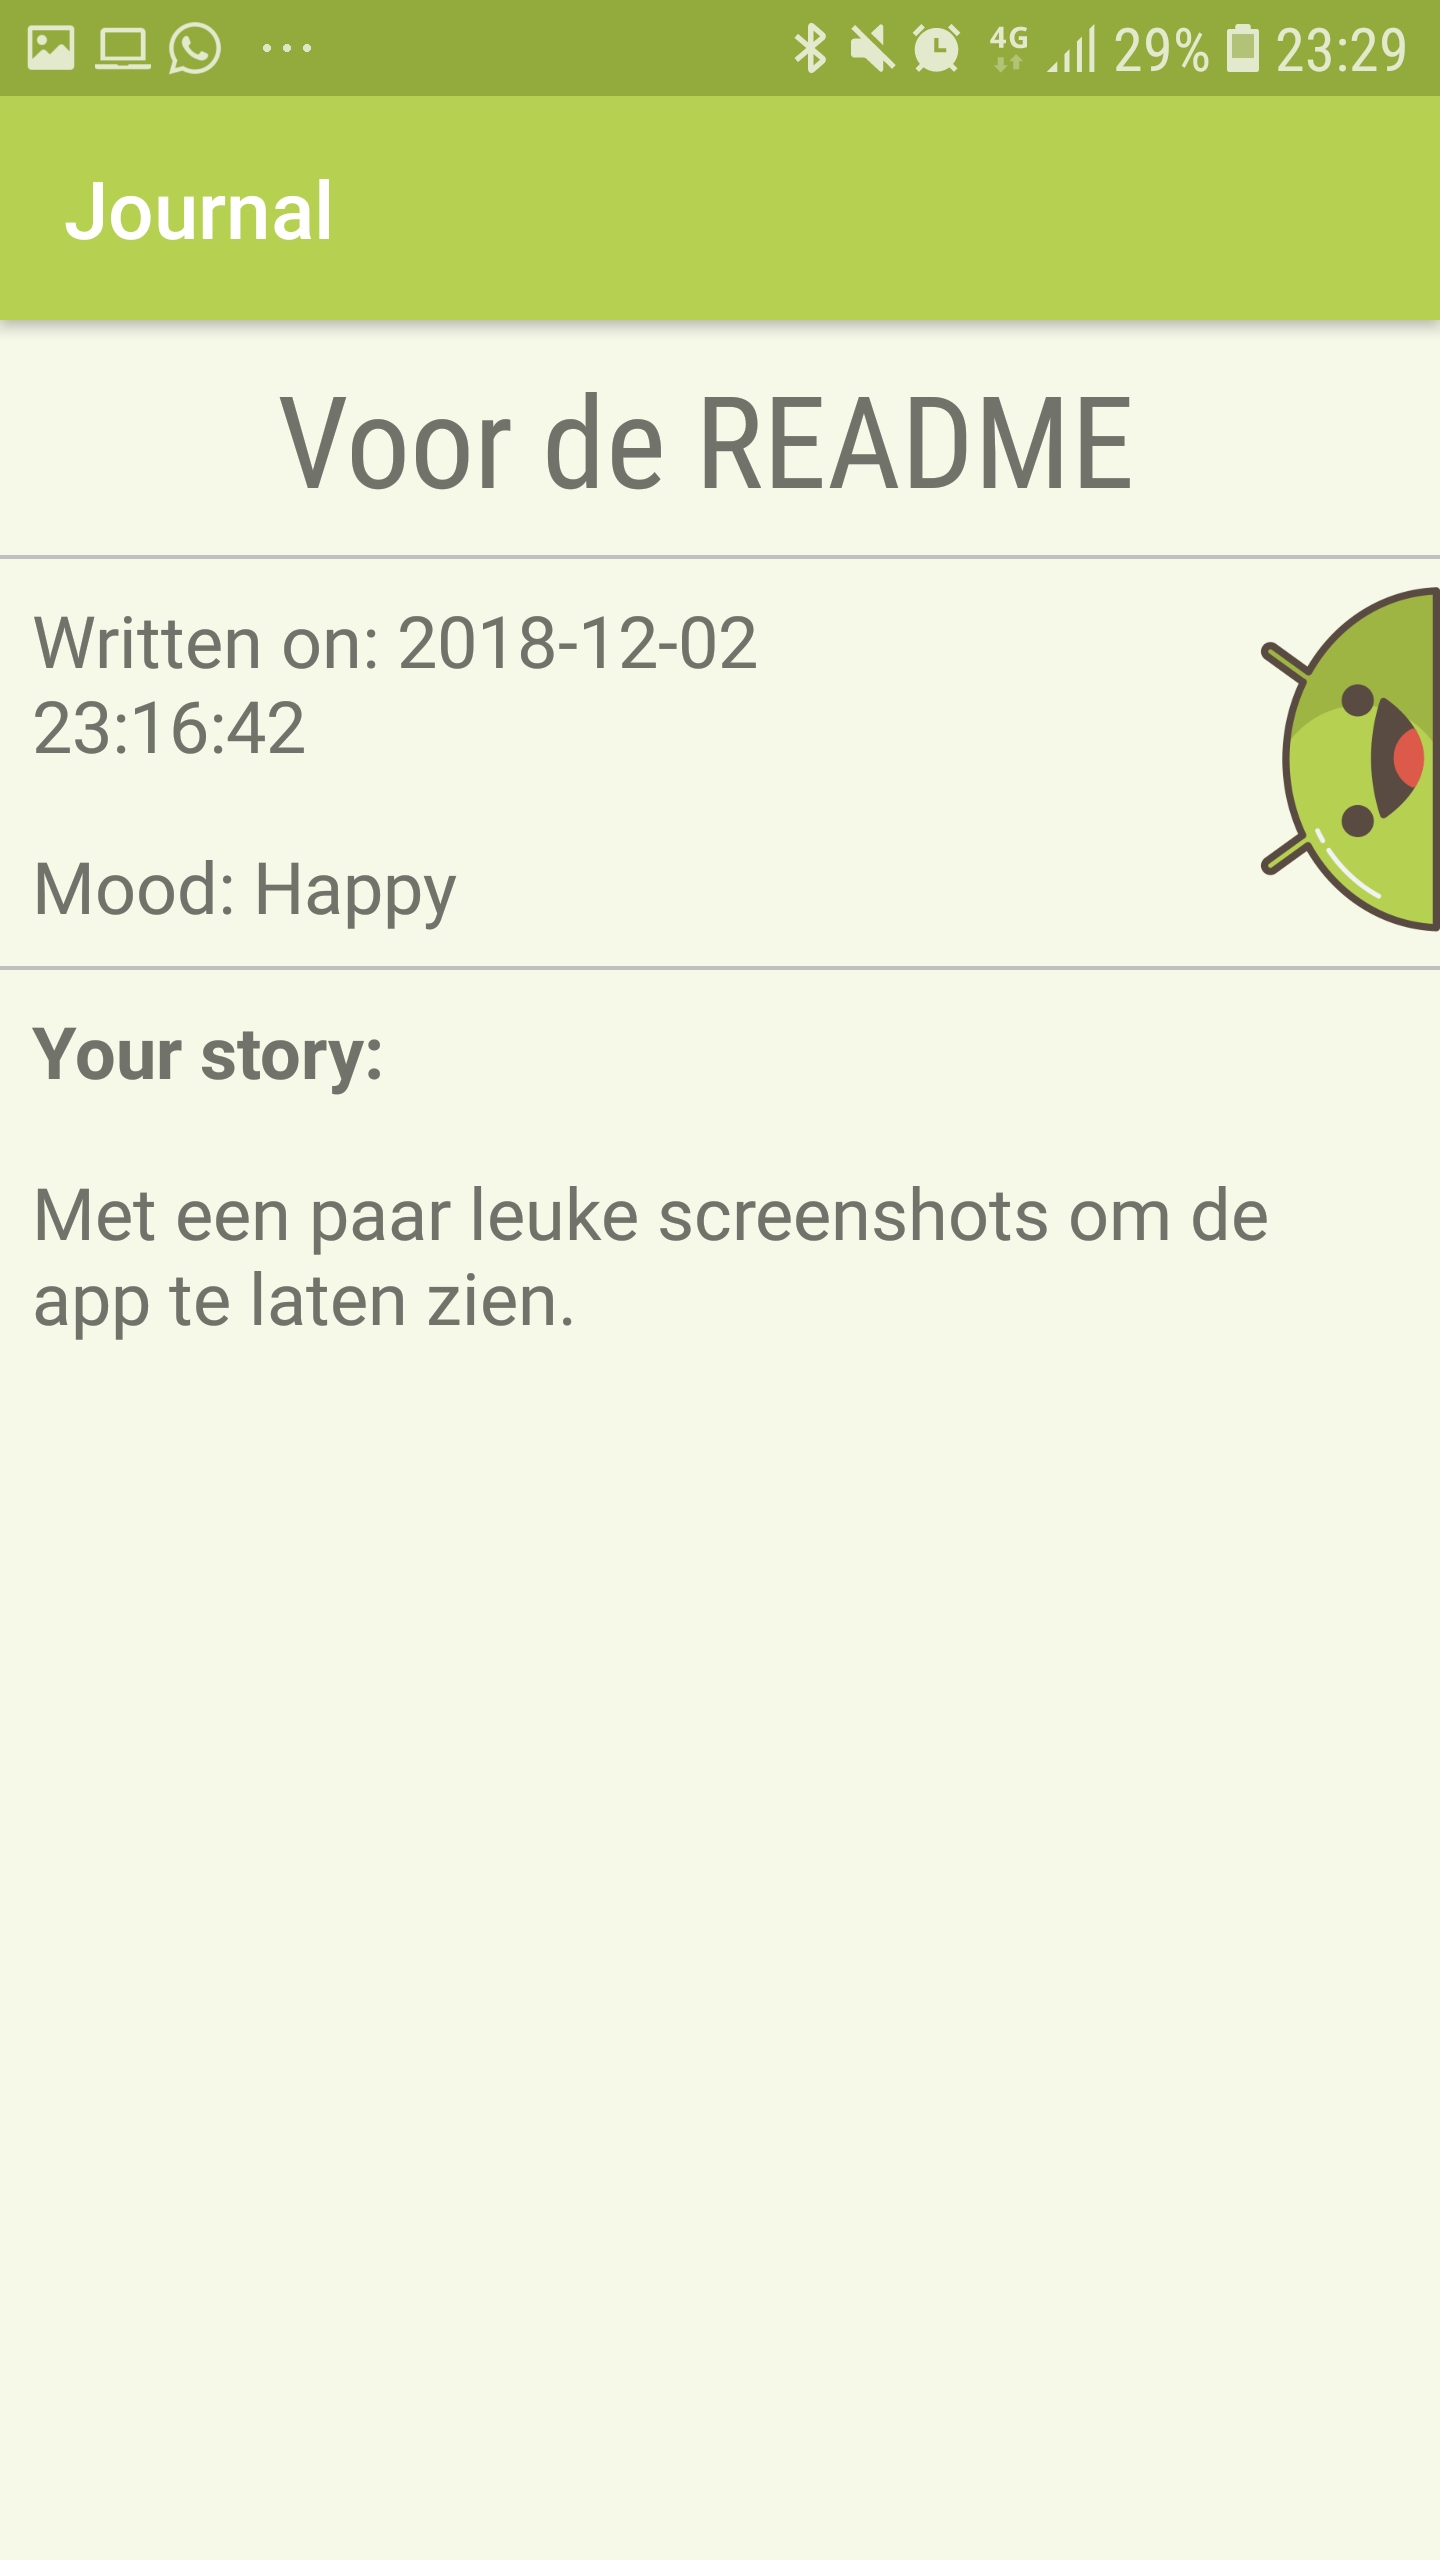 4G 29% 23:29
Journal
Voor de README
Written on: 2018-12-02
23:16:42
Mood: Happy
Your story:
Met een paar leuke screenshots om de
app te laten zien.